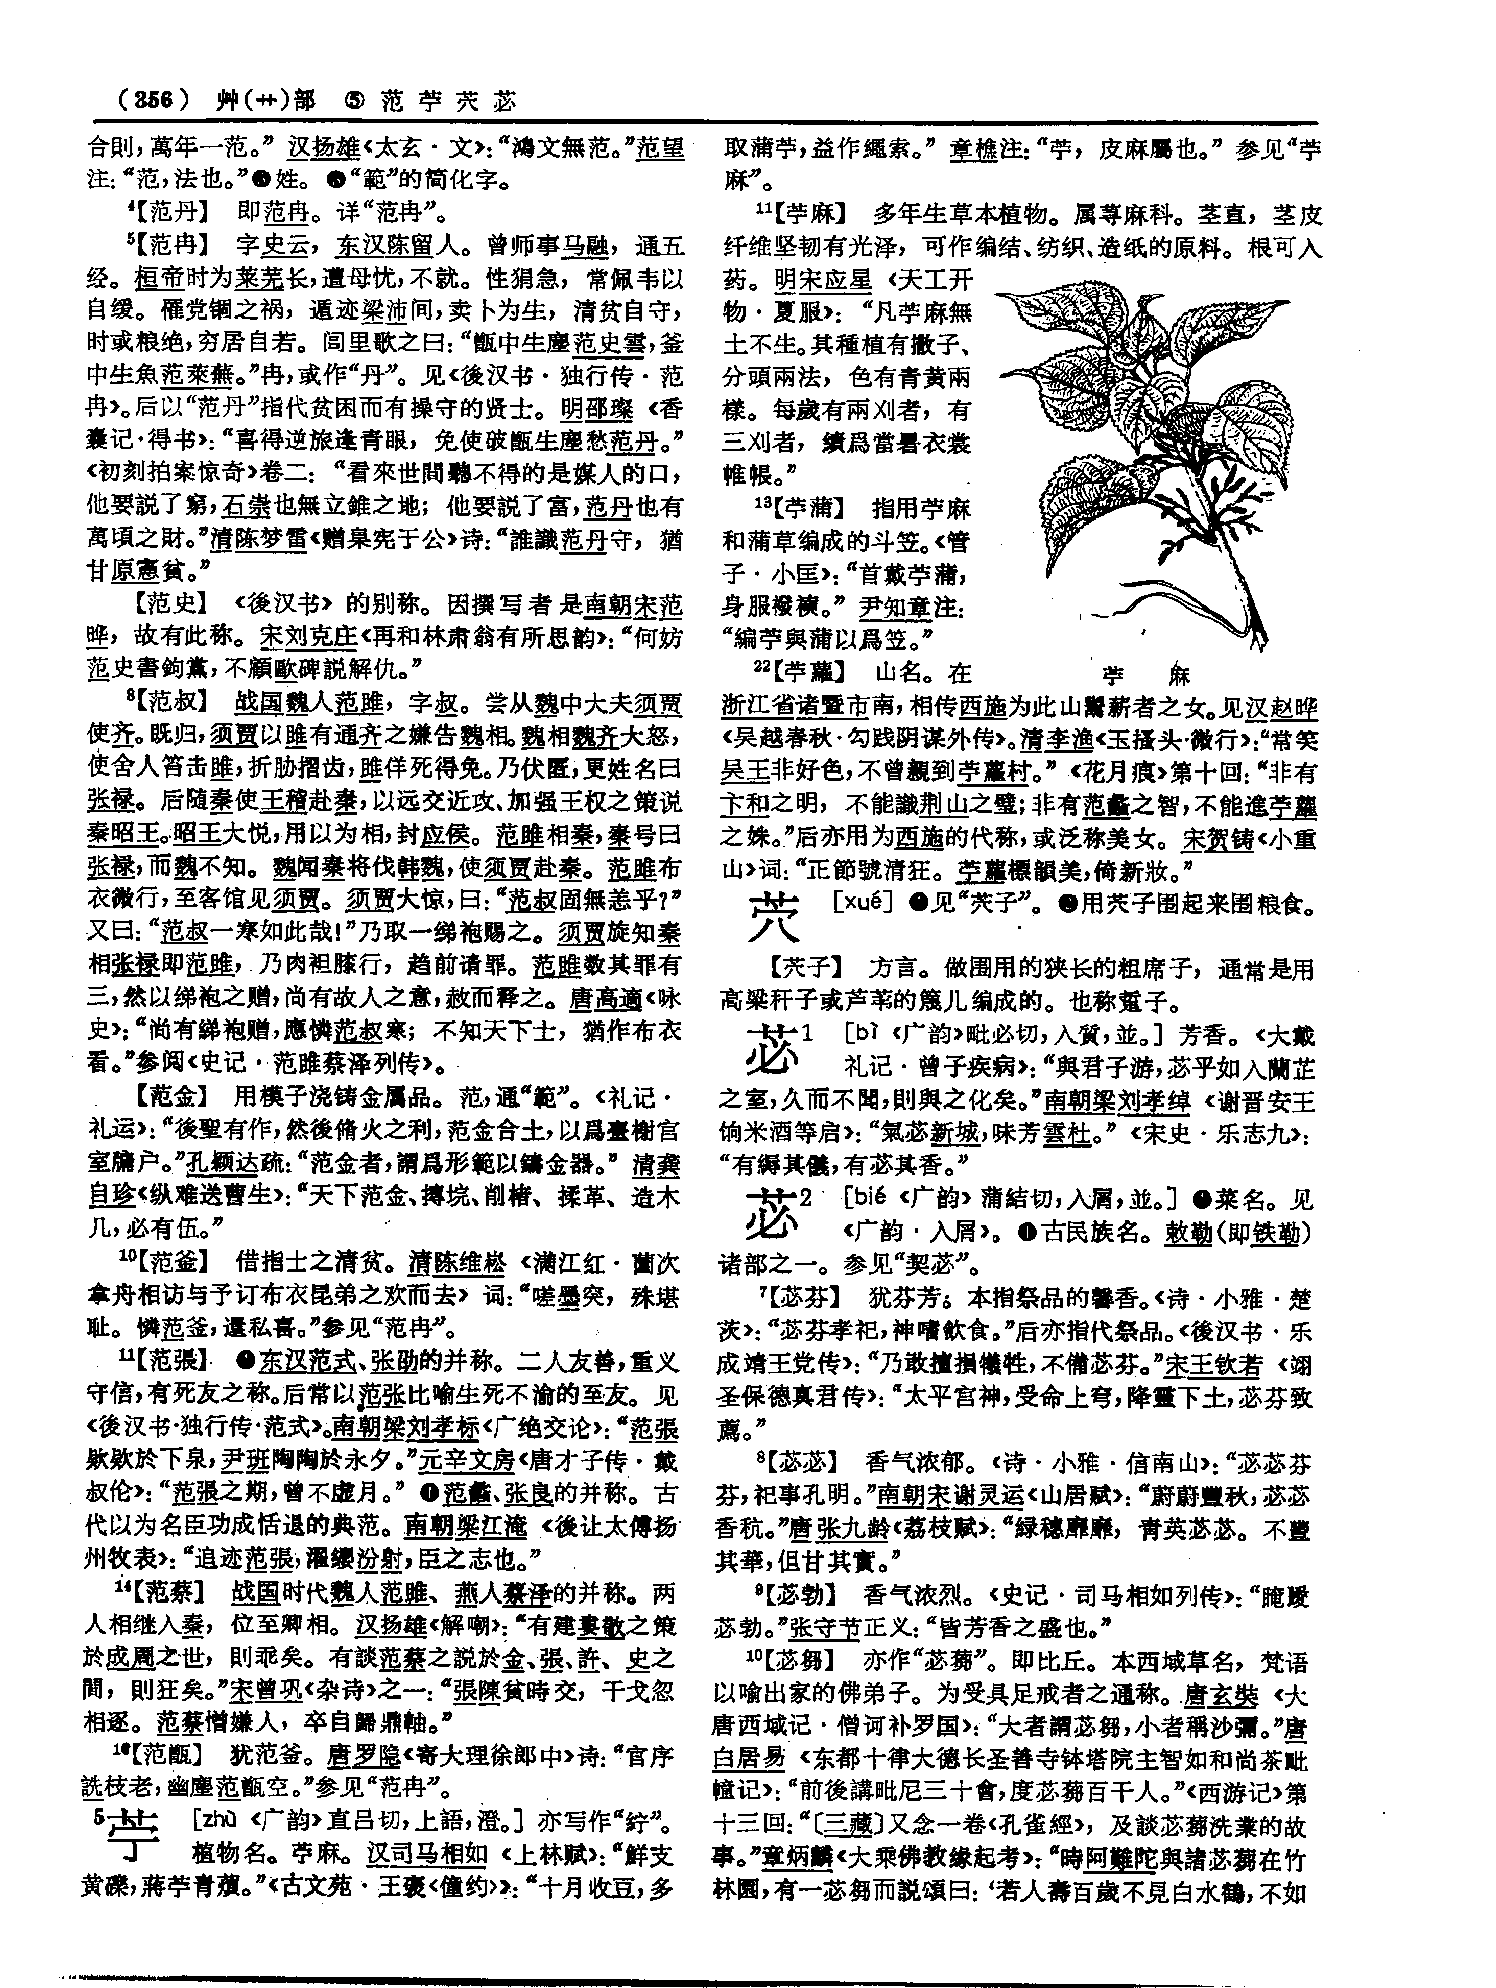 (356) 艸(艹)部 ⑤ 范苧茓苾
合則,萬年一范。”汉扬雄《太玄·文》:“鴻文無范。”范望
注:“范,法也。”●姓。●“範”的简化字。
⁴【范丹】 即范冉。详“范冉”。
⁵【范冉】 字史云,东汉陈留人。曾师事马融,通五
经。桓帝时为莱芜长,遭母忧,不就。性狷急,常佩韦以
自缓。罹党锢之祸,遁迹梁沛间,卖卜为生,清贫自守,
时或粮绝,穷居自若。闾里歌之曰:“甑中生塵范史雲,釜
中生魚范萊蕪。”冉,或作“丹”。见《後汉书·独行传·范
冉》。后以“范丹”指代贫困而有操守的贤士。明邵璨《香
囊记·得书》:“喜得逆旅逢青眼,免使破甑生塵愁范丹。”
《初刻拍案惊奇》卷二:“看來世間聽不得的是媒人的口,
他要説了窮,石崇也無立錐之地;他要説了富,范丹也有
萬頃之財。”清陈梦雷《赠臬宪于公》诗:“誰識范丹守,猶
甘原憲貧。”
【范史】 《後汉书》的别称。因撰写者是南朝宋范
晔,故有此称。宋刘克庄《再和林肃翁有所思韵》:“何妨
范史書鉤黨,不願歐碑説解仇。”
⁸【范叔】 战国魏人范雎,字叔。尝从魏中大夫须贾
使齐。既归,须贾以雎有通齐之嫌告魏相。魏相魏齐大怒,
使舍人笞击雎,折胁摺齿,雎佯死得免。乃伏匿,更姓名曰
张禄。后随秦使王稽赴秦,以远交近攻、加强王权之策说
秦昭王。昭王大悦,用以为相,封应侯。范雎相秦,秦号曰
张禄,而魏不知。魏闻秦将伐韩魏,使须贾赴秦。范雎布
衣微行,至客馆见须贾。须贾大惊,曰:“范叔固無恙乎?”
又曰:“范叔一寒如此哉!”乃取一绨袍赐之。须贾旋知秦
相张禄即范雎,乃肉袒膝行,趋前请罪。范雎数其罪有
三,然以绨袍之赠,尚有故人之意,赦而释之。唐高適《咏
史》:“尚有綈袍贈,應憐范叔寒;不知天下士,猶作布衣
看。”参阅《史记·范雎蔡泽列传》。
【范金】 用模子浇铸金属品。范,通“範”。《礼记·
礼运》:“後聖有作,然後脩火之利,范金合土,以爲臺榭宫
室牖户。”孔颖达疏:“范金者,謂爲形範以鑄金器。”清龚
自珍《纵难送曹生》:“天下范金、摶垸、削楮、揉革、造木
几,必有伍。”
¹⁰【范釜】 借指士之清贫。清陈维崧《满江红·蘭次
拿舟相访与予订布衣昆弟之欢而去》词:“嗟墨突,殊堪
耻。憐范釜,還私喜。”参见“范冉”。
¹¹【范張】 ●东汉范式、张劭的并称。二人友善,重义
守信,有死友之称。后常以范张比喻生死不渝的至友。见
《後汉书·独行传·范式》。南朝梁刘孝标《广绝交论》:“范張
欵欵於下泉,尹班陶陶於永夕。”元辛文房《唐才子传·戴
叔伦》:“范張之期,曾不虚月。”●范蠡、张良的并称。古
代以为名臣功成恬退的典范。南朝梁江淹《後让太傅扬
州牧表》:“追迹范張,濯纓汾射,臣之志也。”
¹⁴【范蔡】 战国时代魏人范雎、燕人蔡泽的并称。两
人相继入秦,位至卿相。汉扬雄《解嘲》:“有建婁敬之策
於成周之世,則乖矣。有談范蔡之説於金、張、許、史之
間,則狂矣。”宋曾巩《杂诗》之一:“張陳貧時交,干戈忽
相逐。范蔡憎嫌人,卒自歸鼎軸。”
¹⁶【范甑】 犹范釜。唐罗隐《寄大理徐郎中》诗:“官序
詵枝老,幽塵范甑空。”参见“范冉”。
⁵苧 [zhù《广韵》直吕切,上語,澄。]亦写作“紵”。
植物名。苧麻。汉司马相如《上林赋》:“鮮支
黄礫,蔣苧青薠。”《古文苑·王褒〈僮约〉》:“十月收豆,多
取蒲苧,益作繩索。”章樵注:“苧,皮麻屬也。”参见“苧
麻”。
¹¹【苧麻】 多年生草本植物。属荨麻科。茎直,茎皮
纤维坚韧有光泽,可作编结、纺织、造纸的原料。根可入
药。明宋应星《天工开
物·夏服》:“凡苧麻無
土不生。其種植有撒子、
分頭兩法,色有青黄兩
樣。每歲有兩刈者,有
三刈者,績爲當暑衣裳
帷帳。”
¹³【苧蒲】 指用苧麻
和蒲草编成的斗笠。《管
子·小匡》:“首戴苧蒲,
身服襏襫。”尹知章注:
“編苧與蒲以爲笠。”
²²【苧蘿】 山名。在
苧 麻
浙江省诸暨市南,相传西施为此山鬻薪者之女。见汉赵晔
《吴越春秋·勾践阴谋外传》。清李渔《玉搔头·微行》:“常笑
吴王非好色,不曾親到苧蘿村。”《花月痕》第十回:“非有
卞和之明,不能識荆山之璧;非有范蠡之智,不能進苧蘿
之姝。”后亦用为西施的代称,或泛称美女。宋贺铸《小重
山》词:“正節號清狂。苧蘿標韻美,倚新妝。”
茓 [xué] ●见“茓子”。●用茓子围起来囤粮食。
【茓子】 方言。做囤用的狭长的粗席子,通常是用
高梁秆子或芦苇的篾儿编成的。也称踅子。
苾¹ [bì《广韵》毗必切,入質,並。]芳香。《大戴
礼记·曾子疾病》:“與君子游,苾乎如入蘭芷
之室,久而不聞,則與之化矣。”南朝梁刘孝绰《谢晋安王
饷米酒等启》:“氣苾新城,味芳雲杜。”《宋史·乐志九》:
“有縟其儀,有苾其香。”
苾² [bié《广韵》蒲結切,入屑,並。]●菜名。见
《广韵·入屑》。●古民族名。敕勒(即铁勒)
诸部之一。参见“契苾”。
⁷【苾芬】 犹芬芳。本指祭品的馨香。《诗·小雅·楚
茨》:“苾芬孝祀,神嗜飲食。”后亦指代祭品。《後汉书·乐
成靖王党传》:“乃敢擅損犧牲,不備苾芬。”宋王钦若《翊
圣保德真君传》:“太平宫神,受命上穹,降靈下土,苾芬致
薦。”
⁸【苾苾】 香气浓郁。《诗·小雅·信南山》:“苾苾芬
芬,祀事孔明。”南朝宋谢灵运《山居赋》:“蔚蔚豐秋,苾苾
香秔。”唐张九龄《荔枝赋》:“緑穗靡靡,青英苾苾。不豐
其華,但甘其實。”
⁹【苾勃】 香气浓烈。《史记·司马相如列传》:“晻薆
苾勃。”张守节正义:“皆芳香之盛也。”
¹⁰【苾芻】 亦作“苾蒭”。即比丘。本西域草名,梵语
以喻出家的佛弟子。为受具足戒者之通称。唐玄奘《大
唐西域记·僧诃补罗国》:“大者謂苾芻,小者稱沙彌。”唐
白居易《东都十律大德长圣善寺钵塔院主智如和尚茶毗
幢记》:“前後講毗尼三十會,度苾蒭百千人。”《西游记》第
十三回:“〔三藏〕又念一卷《孔雀經》,及談苾蒭洗業的故
事。”章炳麟《大乘佛教缘起考》:“時阿難陀與諸苾蒭在竹
林園,有一苾芻而説頌曰:‘若人壽百歲不見白水鶴,不如